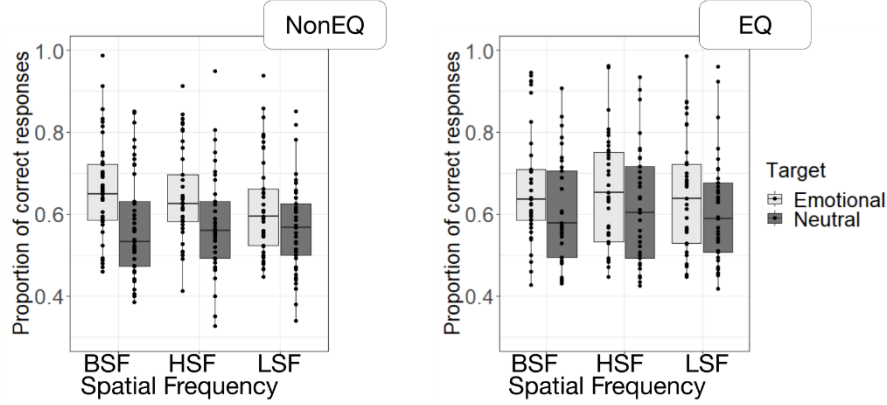 NonEQ
Proportion of correct responses
1.0
0.8
0.6
0.4
BSF HSF LSF
Spatial Frequency
EQ
Proportion of correct responses
1.0
0.8
0.6
0.4
BSF HSF LSF
Spatial Frequency
Target
Emotional
Neutral